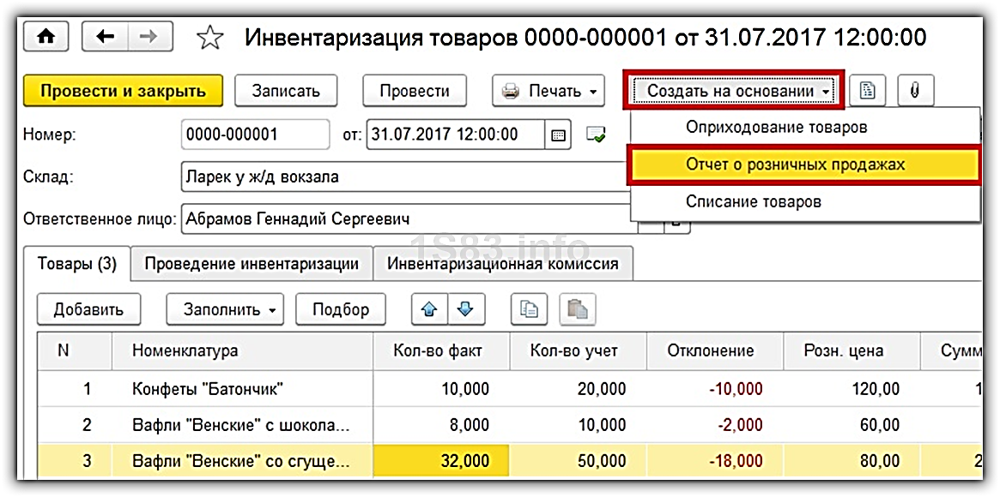 Инвентаризация товаров 0000-000001 от 31.07.2017 12:00:00
Провести и закрыть Записать Провести Печать Создать на основании
Оприходование товаров
Отчет о розничных продажах
Списание товаров
Номер: 0000-000001 от: 31.07.2017 12:00:00
Склад: Ларек у ж/д вокзала
Ответственное лицо: Абрамов Геннадий Сергеевич
1S83.info
Товары (3) Проведение инвентаризации Инвентаризационная комиссия
Добавить Заполнить Подбор
N Номенклатура Кол-во факт Кол-во учет Отклонение Розн. цена Сумм
1 Конфеты "Батончик" 10,000 20,000 -10,000 120,00 1
2 Вафли "Венские" с шокола... 8,000 10,000 -2,000 60,00
3 Вафли "Венские" со сгуще... 32,000 50,000 -18,000 80,00 2